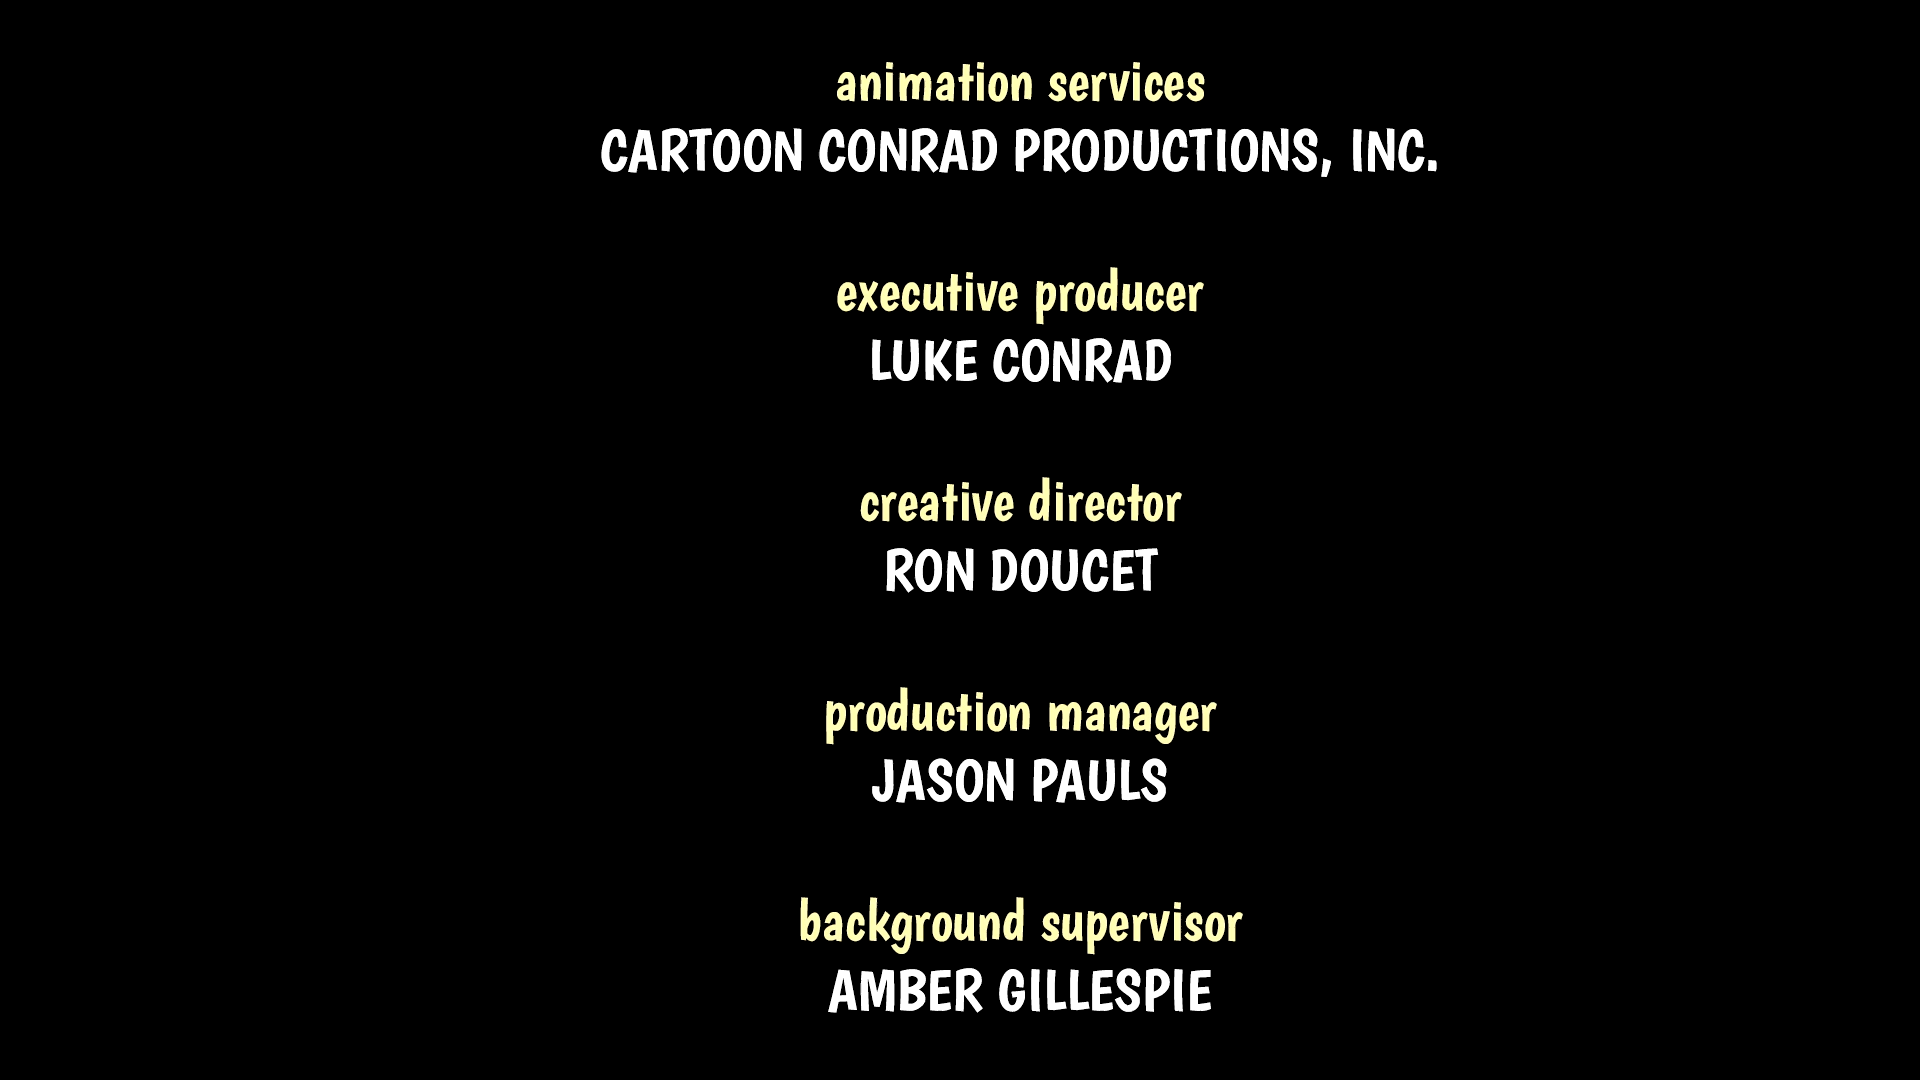 animation services
CARTOON CONRAD PRODUCTIONS, INC.
executive producer
LUKE CONRAD
creative director
RON DOUCET
production manager
JASON PAULS
background supervisor
AMBER GILLESPIE